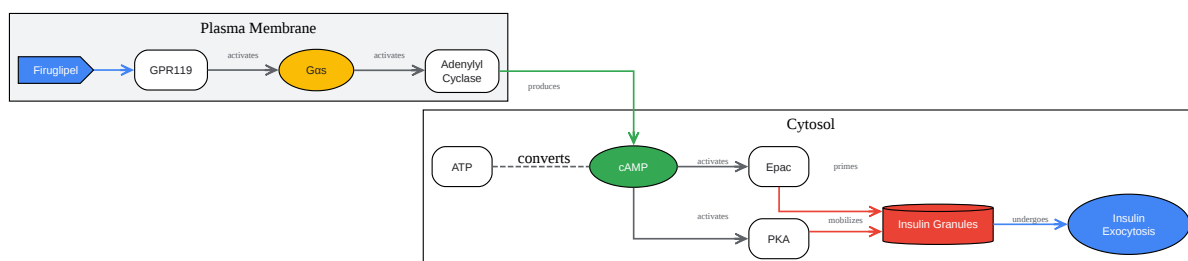 Plasma Membrane
Firuglipel
GPR119
activates
Gαs
activates
Adenylyl
Cyclase
produces
Cytosol
ATP
converts
cAMP
activates
Epac
primes
activates
PKA
mobilizes
Insulin Granules
undergoes
Insulin
Exocytosis